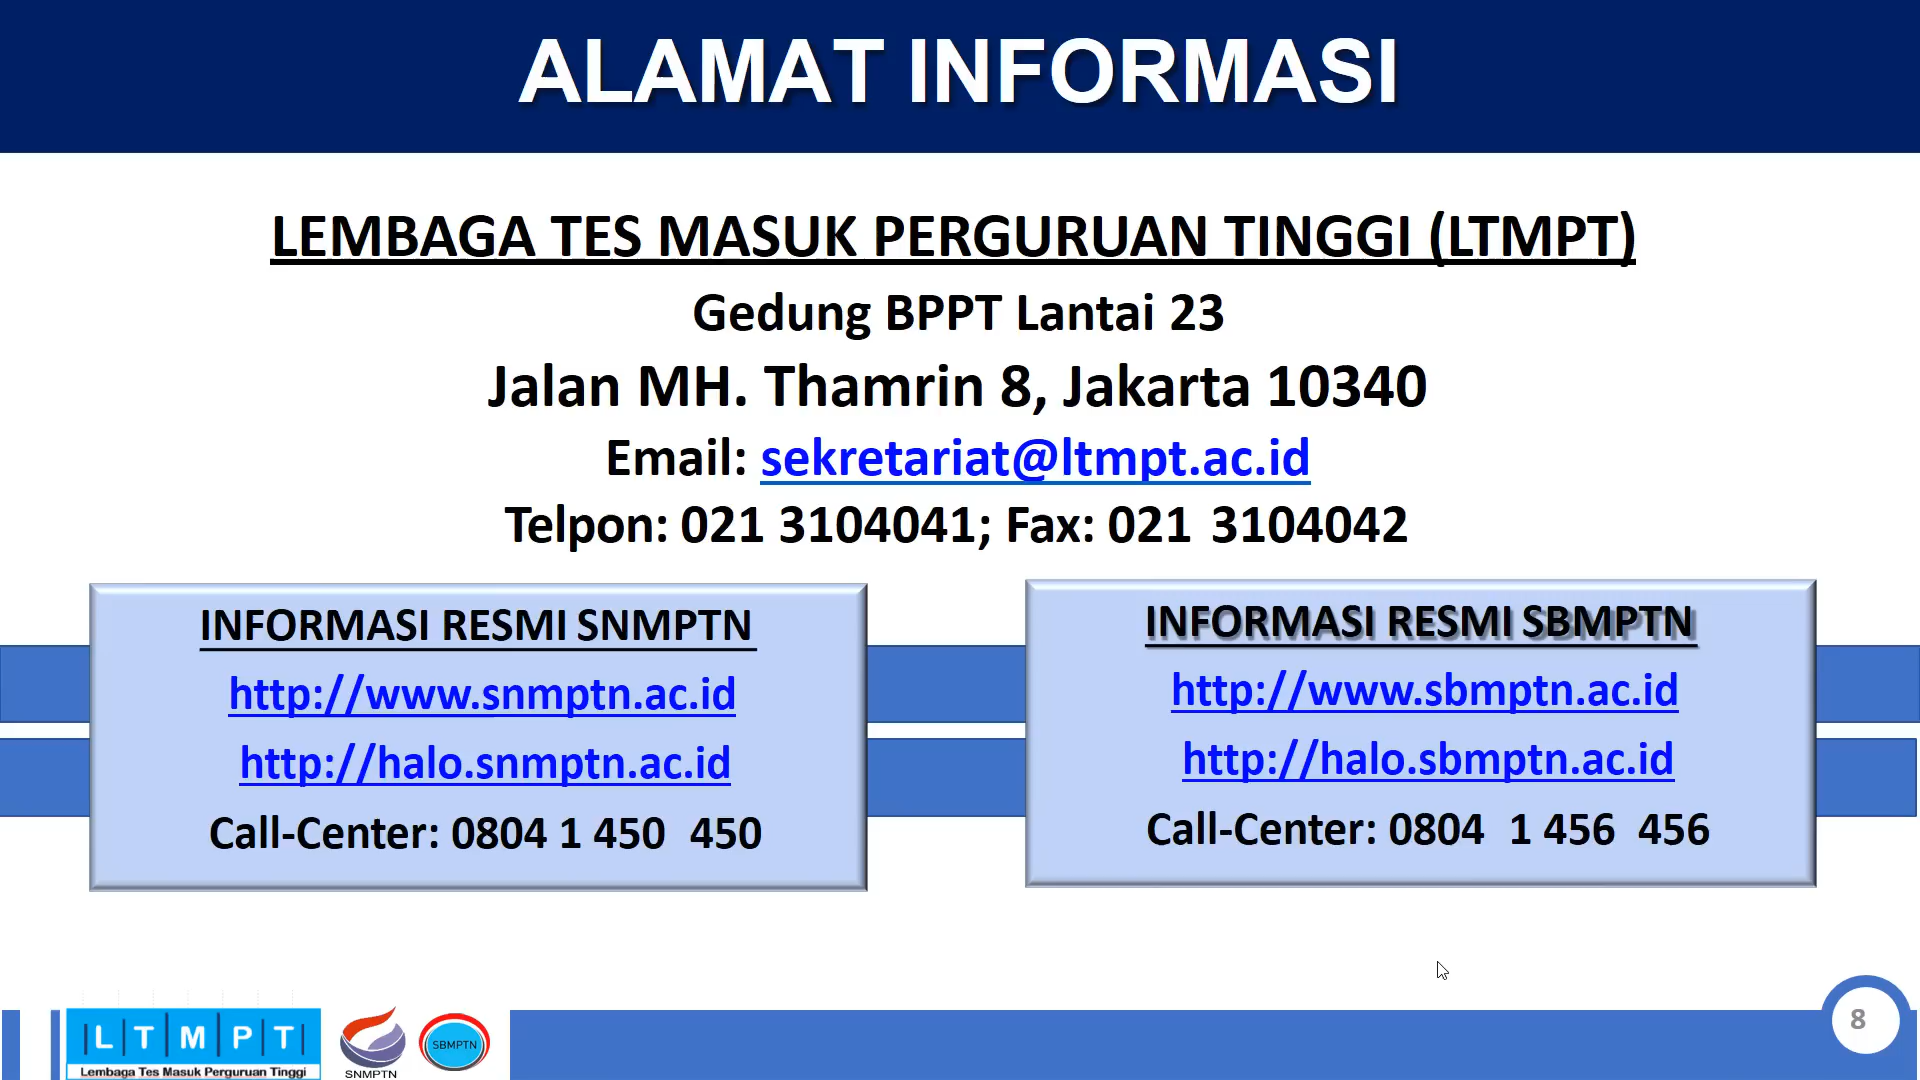 ALAMAT INFORMASI
LEMBAGA TES MASUK PERGURUAN TINGGI (LTMPT)
Gedung BPPT Lantai 23
Jalan MH. Thamrin 8, Jakarta 10340
Email: sekretariat@ltmpt.ac.id
Telpon: 021 3104041; Fax: 021 3104042
INFORMASI RESMI SNMPTN
http://www.snmptn.ac.id
http://halo.snmptn.ac.id
Call-Center: 0804 1 450 450
INFORMASI RESMI SBMPTN
http://www.sbmptn.ac.id
http://halo.sbmptn.ac.id
Call-Center: 0804 1 456 456
LTMPT
Lembaga Tes Masuk Perguruan Tinggi
SNMPTN
SBMPTN
8